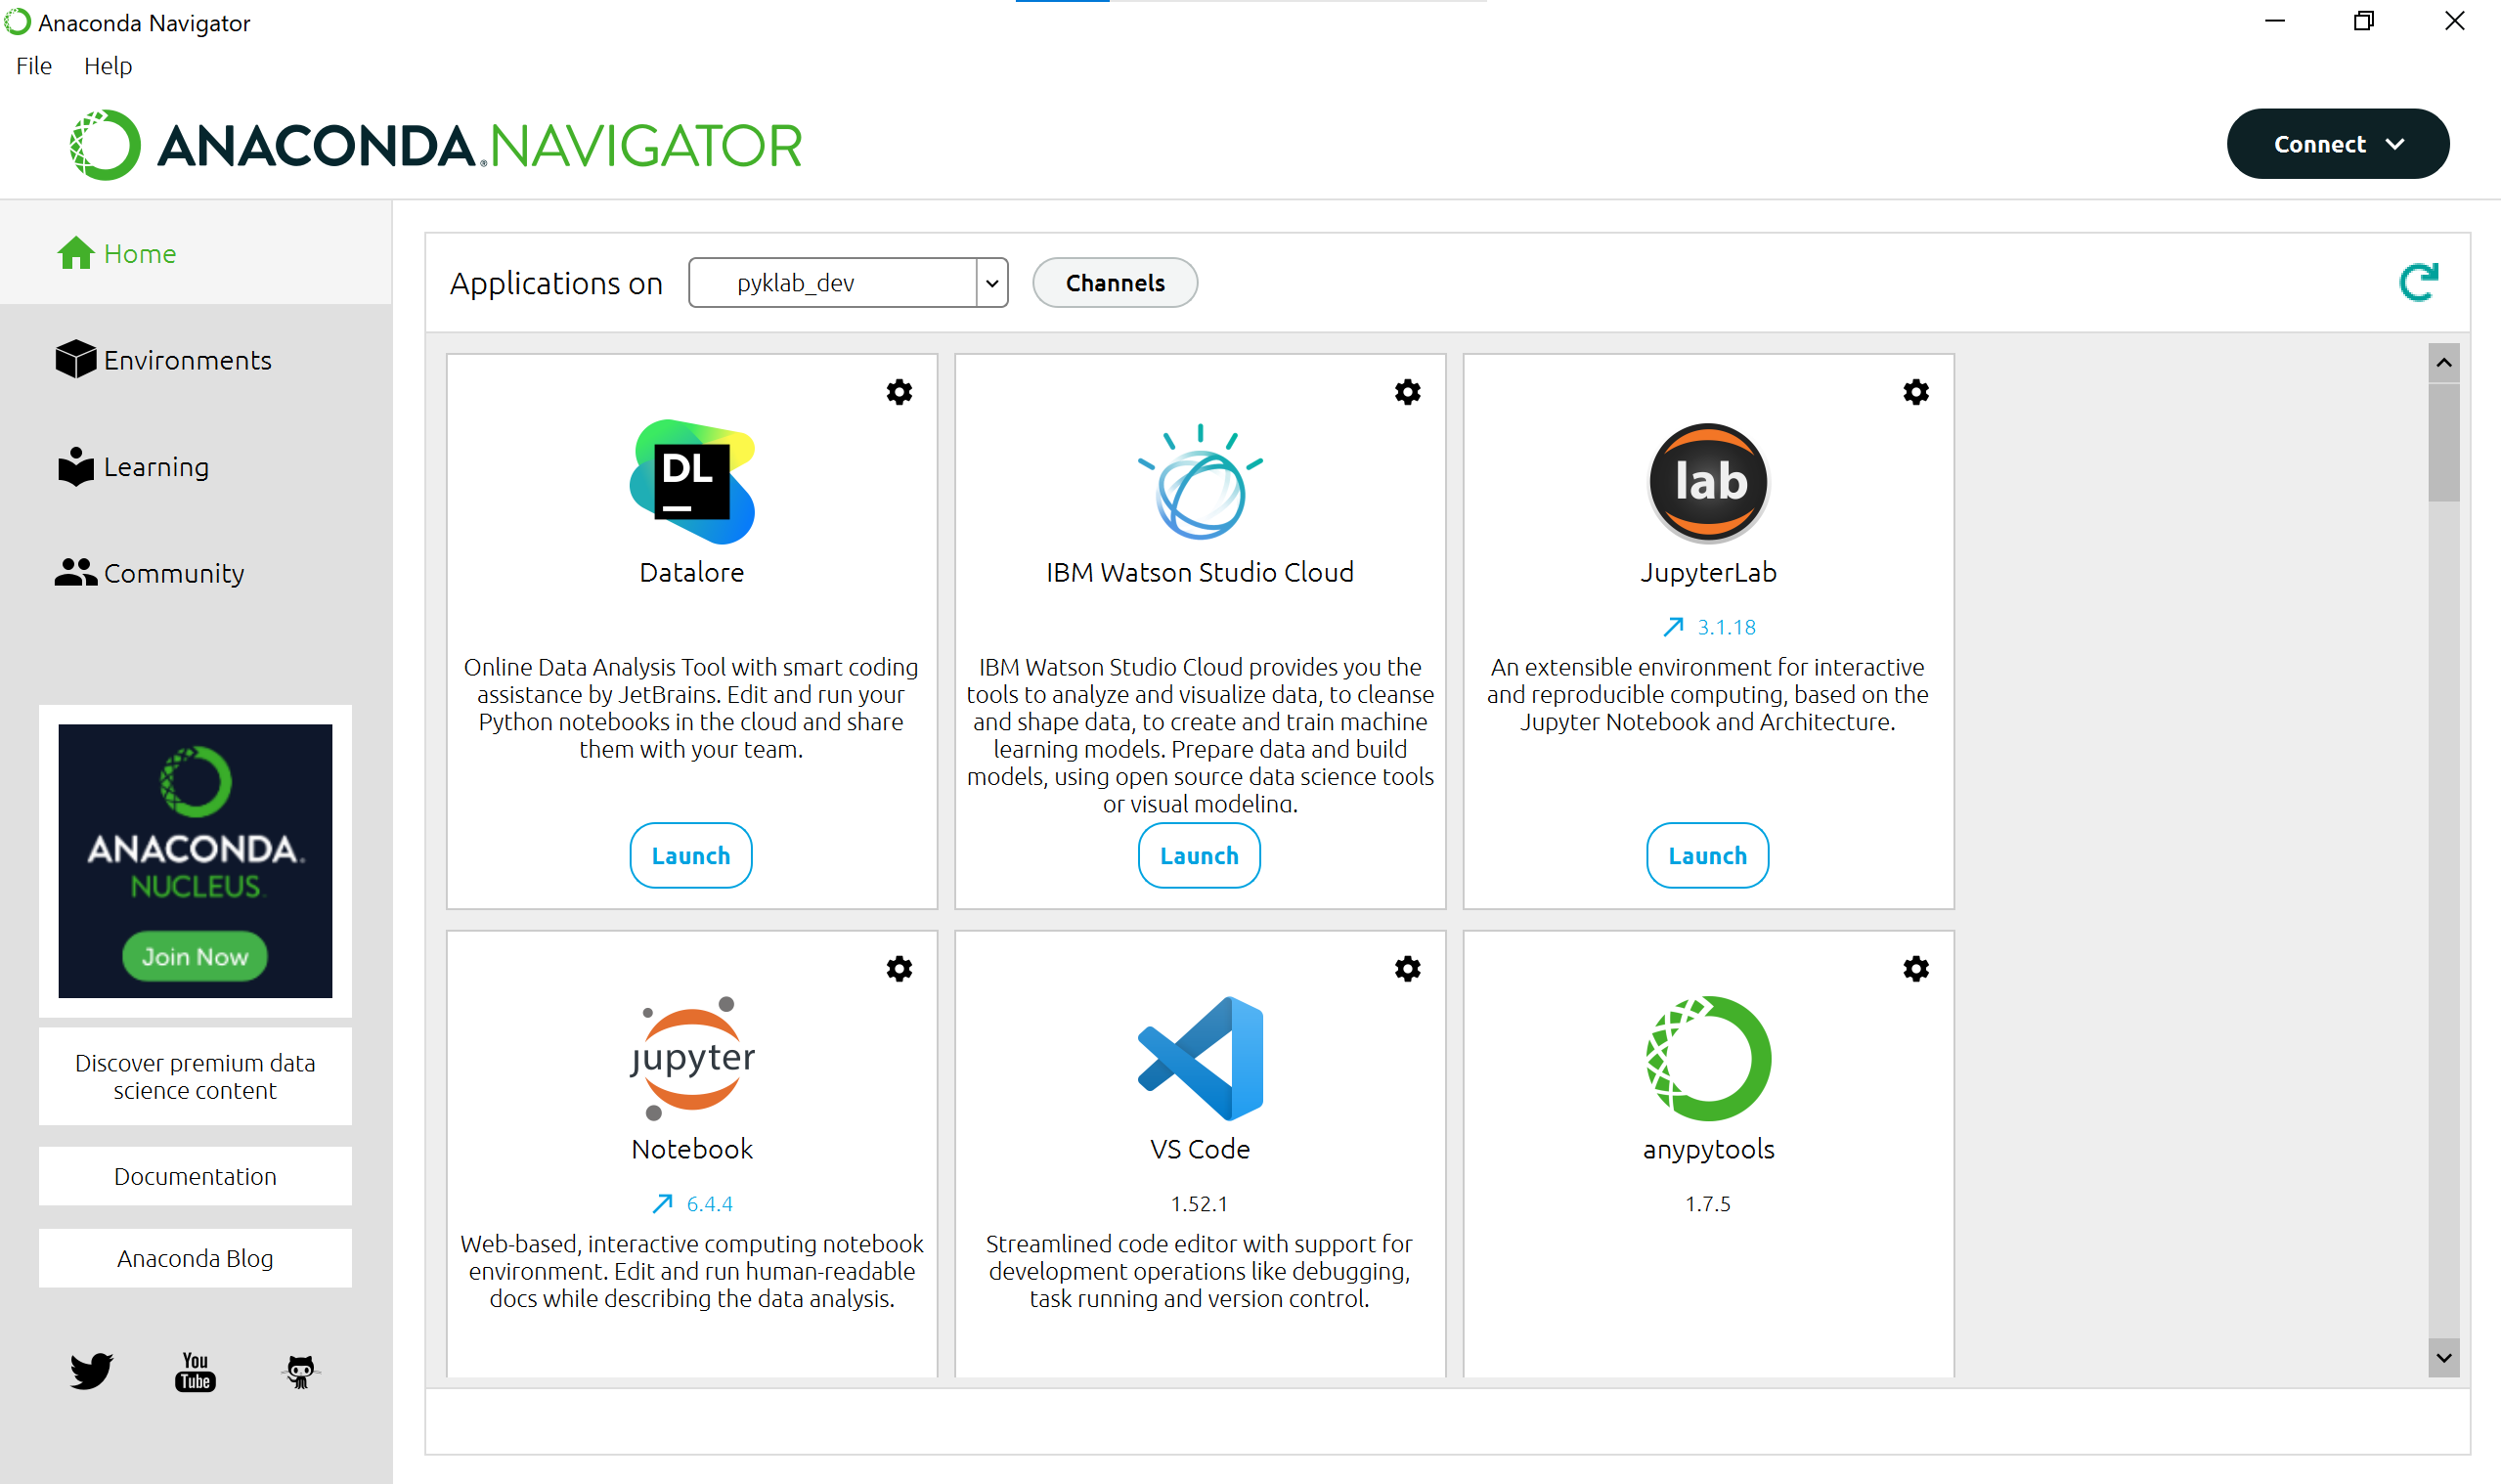 Anaconda Navigator
File Help
ANACONDA.NAVIGATOR
Connect
Home
Environments
Learning
Community
ANACONDA.
NUCLEUS
Join Now
Discover premium data
science content
Documentation
Anaconda Blog
You
Tube
Applications on pyklab_dev Channels
DL
Datalore
Online Data Analysis Tool with smart coding
assistance by JetBrains. Edit and run your
Python notebooks in the cloud and share
them with your team.
Launch
IBM Watson Studio Cloud
IBM Watson Studio Cloud provides you the
tools to analyze and visualize data, to cleanse
and shape data, to create and train machine
learning models. Prepare data and build
models, using open source data science tools
or visual modeling.
Launch
lab
JupyterLab
3.1.18
An extensible environment for interactive
and reproducible computing, based on the
Jupyter Notebook and Architecture.
Launch
jupyter
Notebook
6.4.4
Web-based, interactive computing notebook
environment. Edit and run human-readable
docs while describing the data analysis.
VS Code
1.52.1
Streamlined code editor with support for
development operations like debugging,
task running and version control.
anypytools
1.7.5